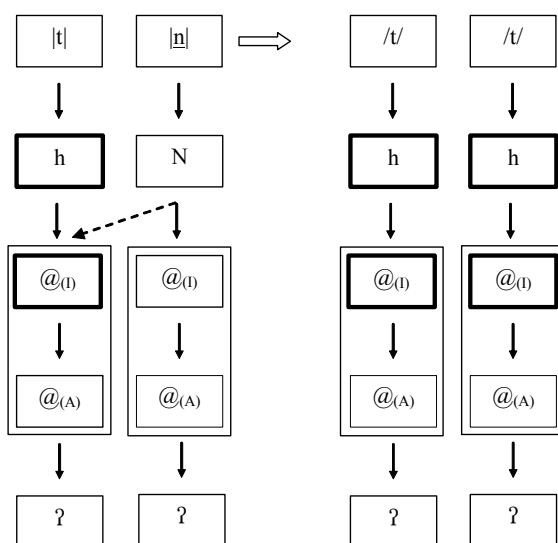 |t| |n| /t/ /t/
h N h h
@(I) @(I) @(I) @(I)
@(A) @(A) @(A) @(A)
ʔ ʔ ʔ ʔ